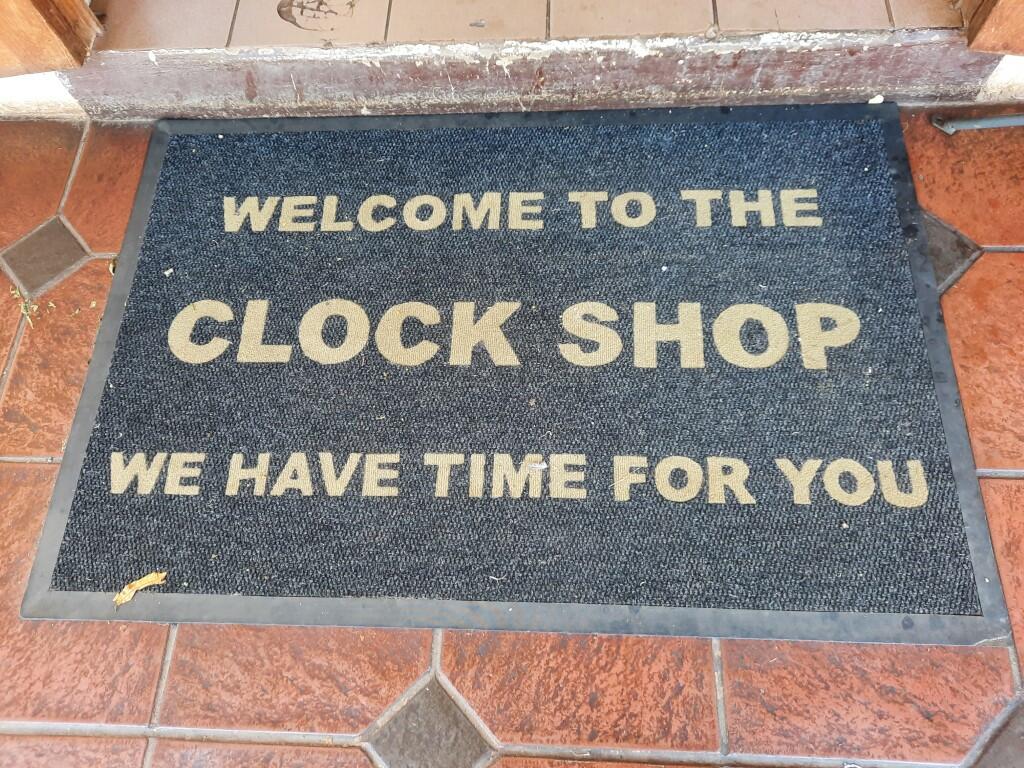 WELCOME TO THE
CLOCK SHOP
WE HAVE TIME FOR YOU